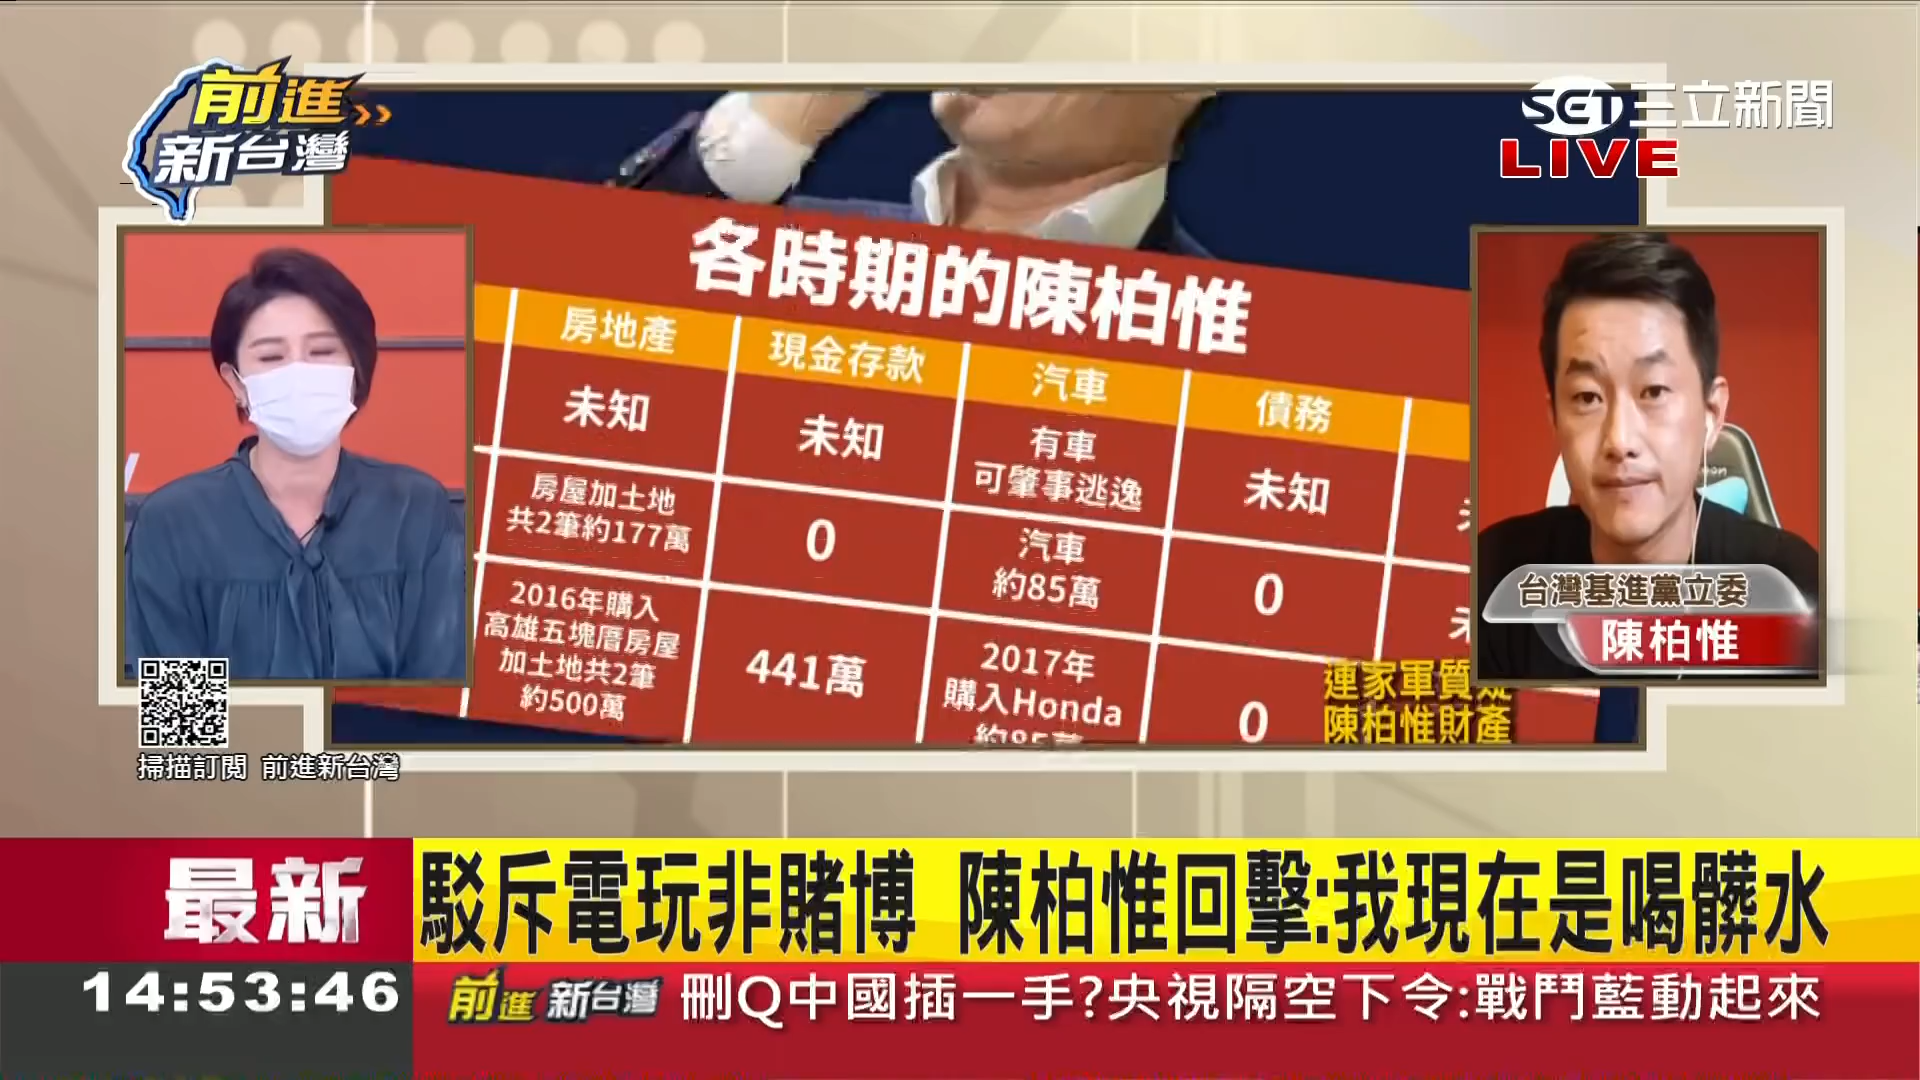 前進
新台灣
SET三立新聞
LIVE
各時期的陳柏惟
房地產 現金存款 汽車 債務
未知 未知 有車 未知
可肇事逃逸
房屋加土地
共2筆約177萬 0 汽車 0
約85萬
2016年購入
高雄五塊厝房屋
加土地共2筆
約500萬 441萬 2017年
購入Honda 0
約85萬
連家軍質疑
陳柏惟財產
台灣基進黨立委
陳柏惟
掃描訂閱 前進新台灣
最新 駁斥電玩非賭博 陳柏惟回擊:我現在是喝髒水
14:53:46 前進新台灣 刪Q中國插一手?央視隔空下令:戰鬥藍動起來